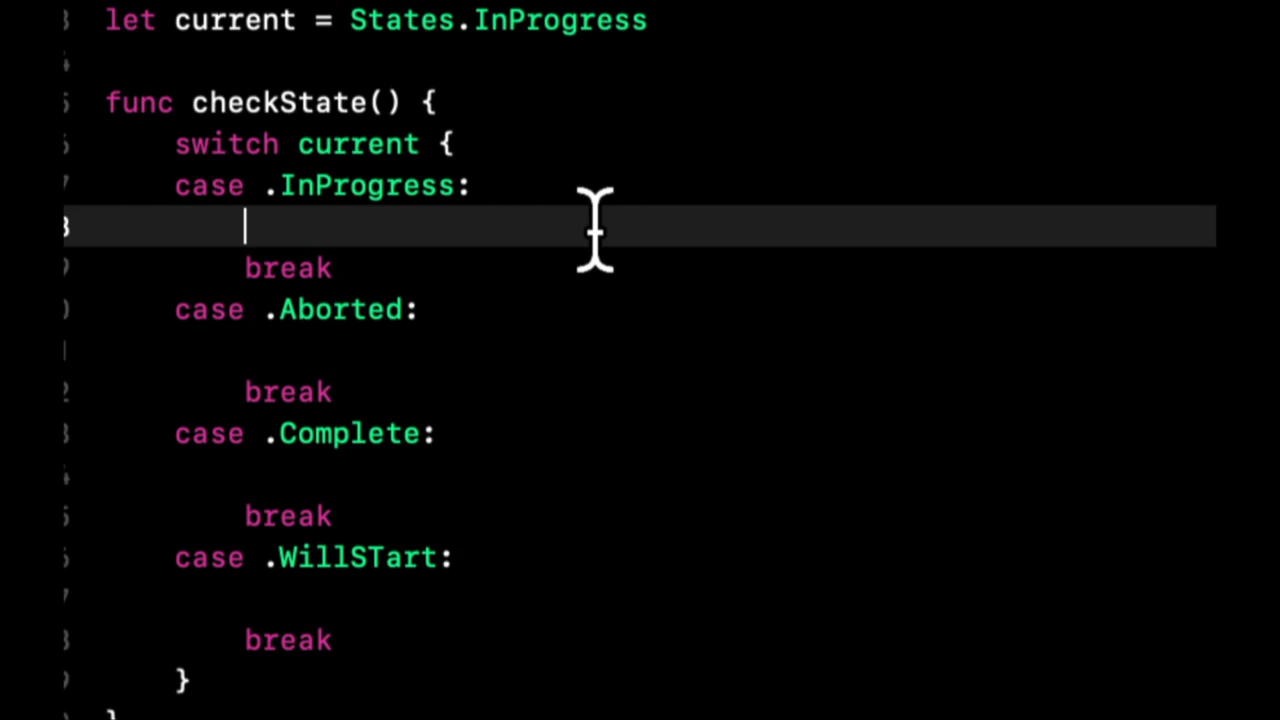 let current = States.InProgress
func checkState() {
switch current {
case .InProgress:
break
case .Aborted:
break
case .Complete:
break
case .WillSTart:
break
}
}